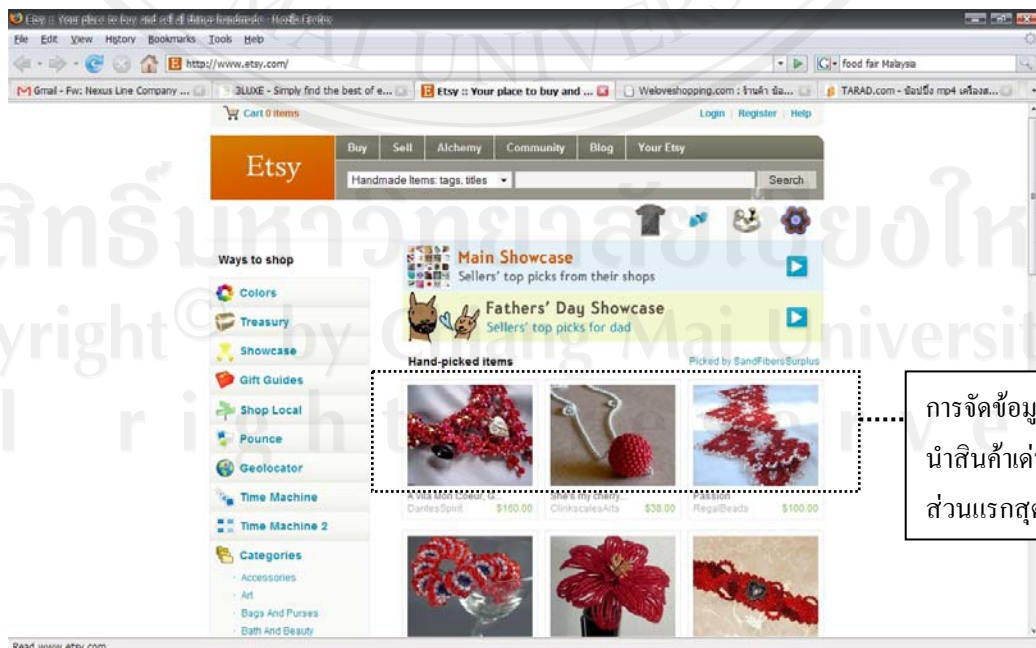 Etsy :: Your place to buy and sell all things handmade - Mozilla Firefox
File Edit View History Bookmarks Tools Help
http://www.etsy.com/
food fair Malaysia
Gmail - Fw: Nexus Line Company ...
3LUXE - Simply find the best of e...
Etsy :: Your place to buy and ...
Weloveshopping.com : ร้านค้า
TARAD.com - ช้อปปิ้ง mp4
Cart 0 items
Login Register Help
Etsy
Buy Sell Alchemy Community Blog Your Etsy
Handmade Items: tags, titles
Search
Ways to shop
Colors
Treasury
Showcase
Gift Guides
Shop Local
Pounce
Geolocator
Time Machine
Time Machine 2
Categories
Accessories
Art
Bags And Purses
Bath And Beauty
Main Showcase
Sellers' top picks from their shops
Fathers' Day Showcase
Sellers' top picks for dad
Hand-picked items
Picked by SandFibersSurplus
A Vila Mon Coeur, G...
DantesSpirit $160.00
She's my cherry...
ClinkscalesArts $38.00
Passion
RegalBeads $100.00
การจัดข้อมู
นำสินค้าเด่
ส่วนแรกสุด
Read www.etsy.com